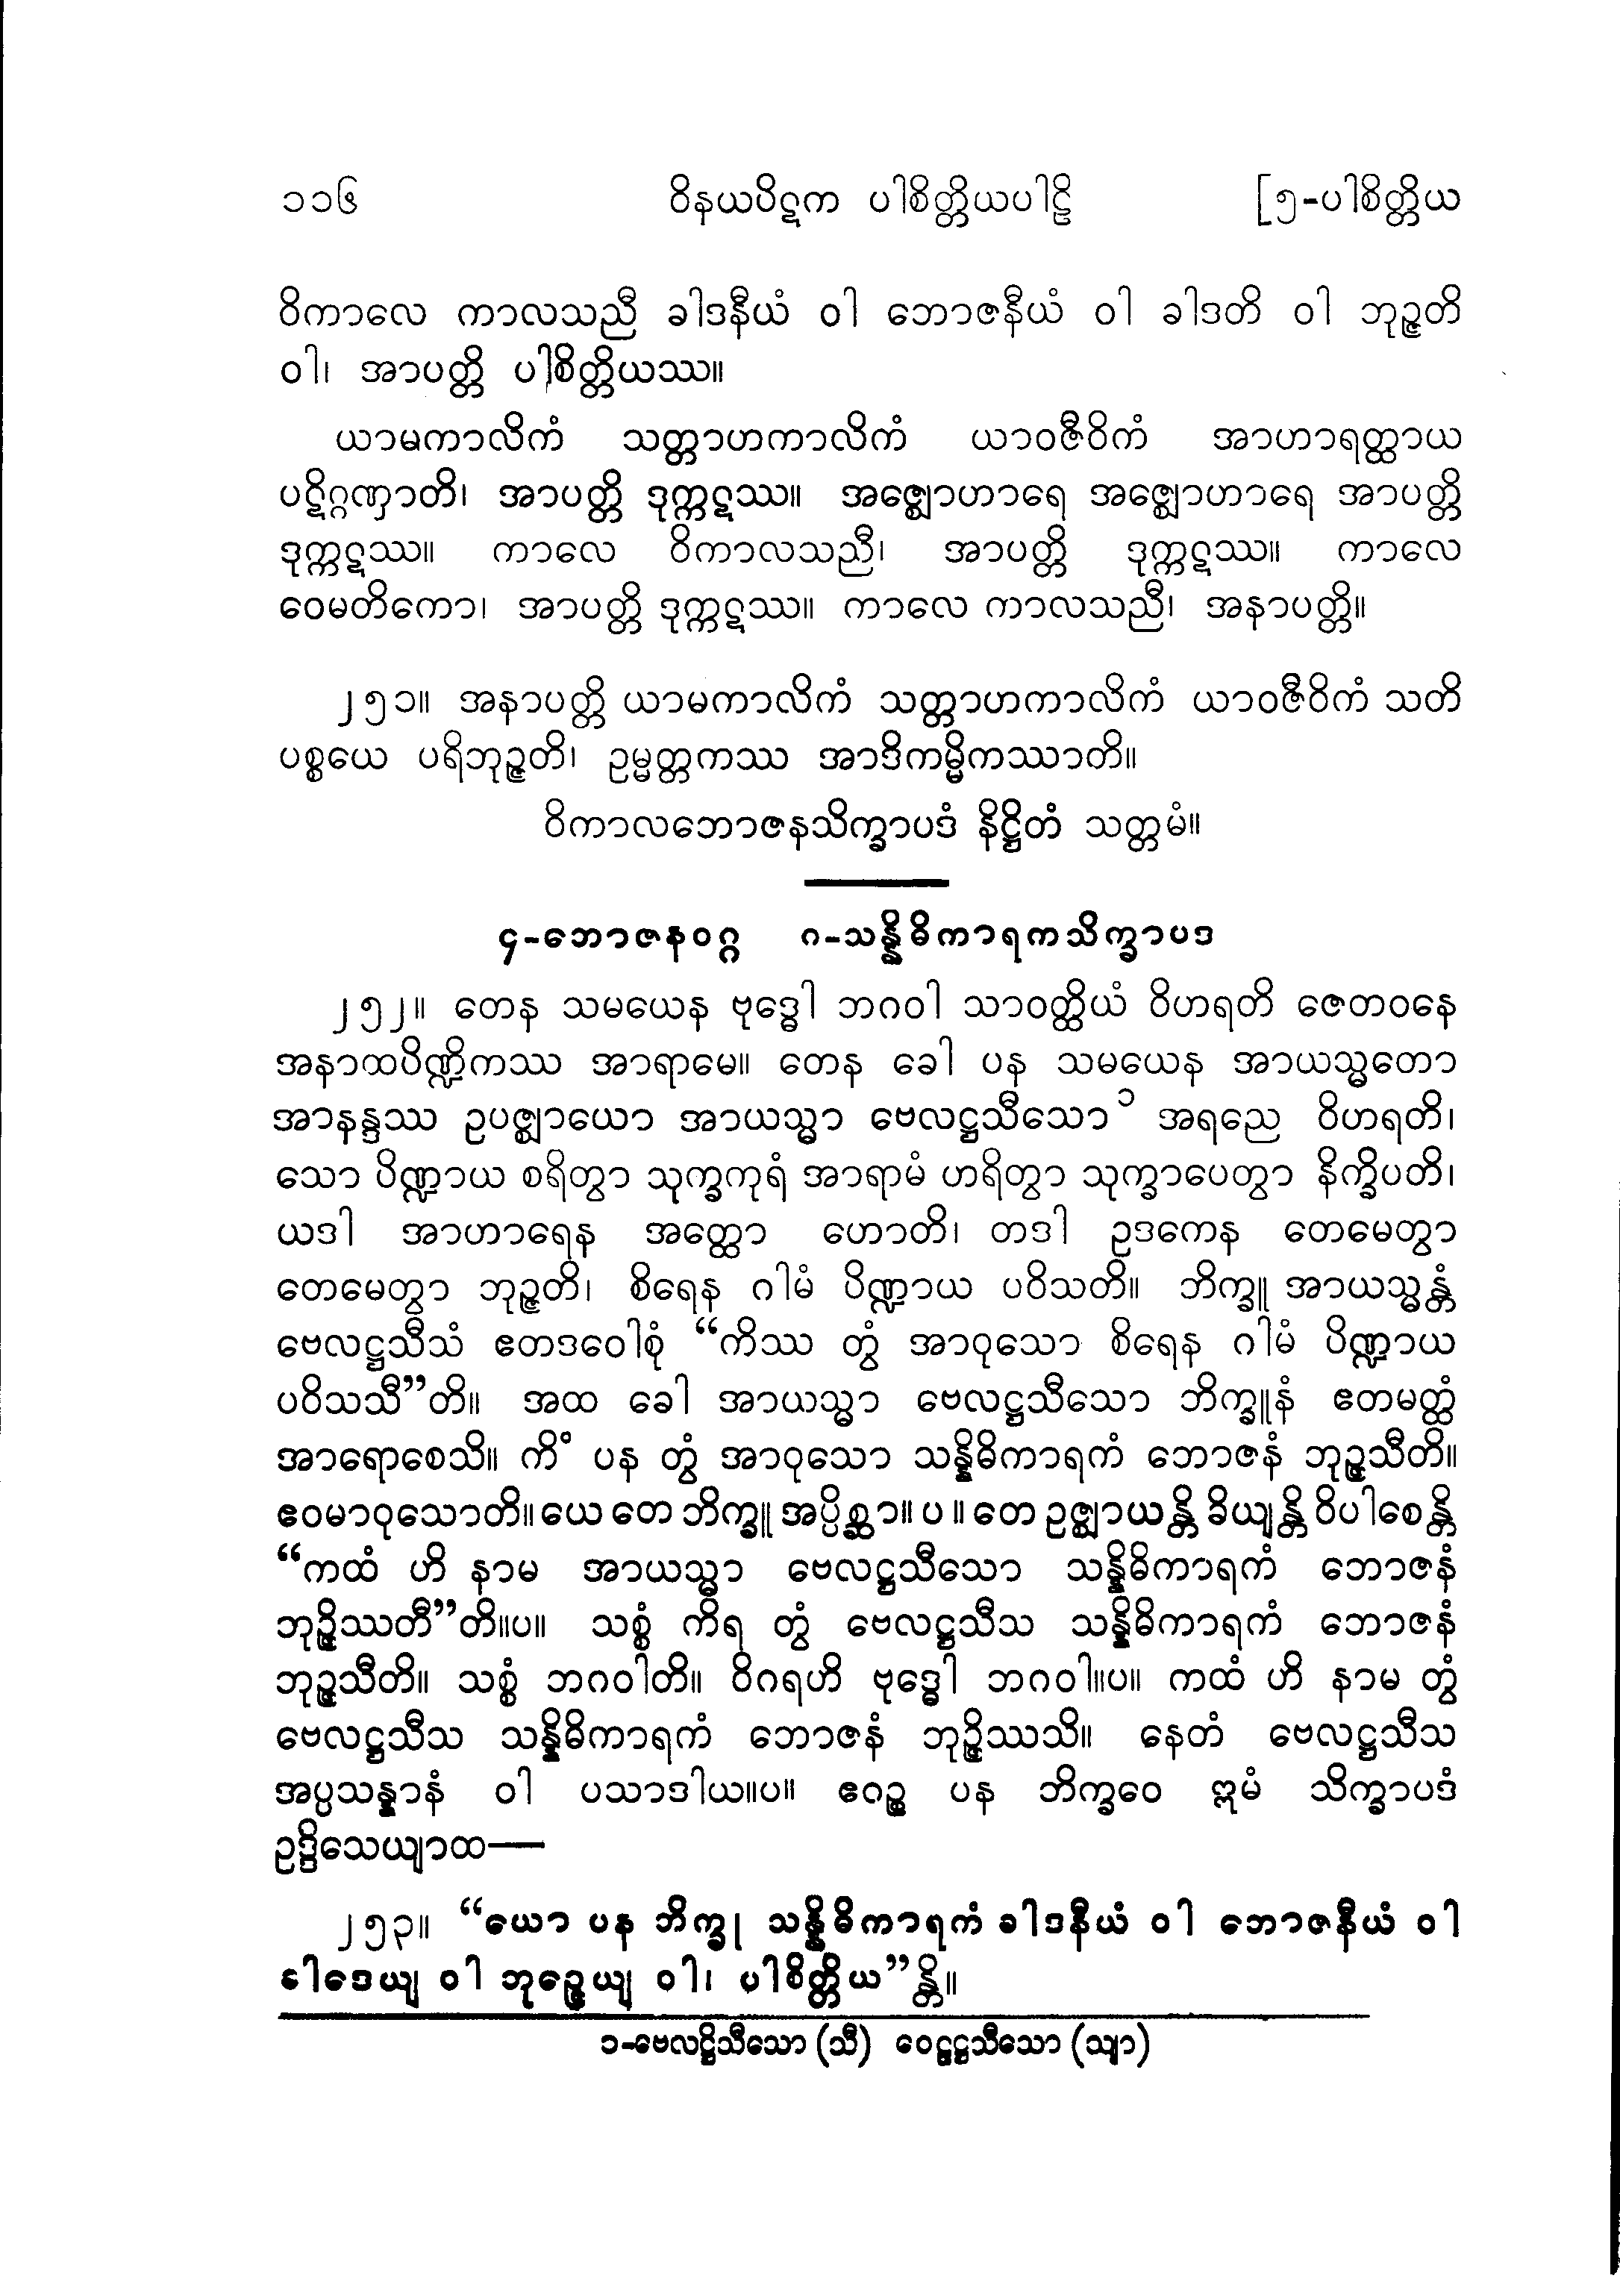 ၁၁၆ ဝိနယပိဋက ပါစိတ္တိယပါဠိ [၅-ပါစိတ္တိယ
ဝိကာလေ ကာလသညီ ခါဒနီယံ ဝါ ဘောဇနီယံ ဝါ ခါဒတိ ဝါ ဘုဉ္ဇတိ
ဝါ၊ အာပတ္တိ ပါစိတ္တိယဿ။
ယာမကာလိကံ သတ္တာဟကာလိကံ ယာဝဇီဝိကံ အာဟာရတ္ထာယ
ပဋိဂ္ဂဏှာတိ၊ အာပတ္တိ ဒုက္ကဋဿ။ အဇ္ဈောဟာရေ အဇ္ဈောဟာရေ အာပတ္တိ
ဒုက္ကဋဿ။ ကာလေ ဝိကာလသညီ၊ အာပတ္တိ ဒုက္ကဋဿ။ ကာလေ
ဝေမတိကော၊ အာပတ္တိ ဒုက္ကဋဿ။ ကာလေ ကာလသညီ၊ အနာပတ္တိ။
၂၅၁။ အနာပတ္တိ ယာမကာလိကံ သတ္တာဟကာလိကံ ယာဝဇီဝိကံ သတိ
ပစ္စယေ ပရိဘုဉ္ဇတိ၊ ဥမ္မတ္တကဿ အာဒိကမ္မိကဿာတိ။
ဝိကာလဘောဇနသိက္ခာပဒံ နိဋ္ဌိတံ သတ္တမံ။
၄-ဘောဇနဝဂ္ဂ ဂ-သန္နိဓိကာရကသိက္ခာပဒ
၂၅၂။ တေန သမယေန ဗုဒ္ဓေါ ဘဂဝါ သာဝတ္ထိယံ ဝိဟရတိ ဇေတဝနေ
အနာထပိဏ္ဍိကဿ အာရာမေ။ တေန ခေါ ပန သမယေန အာယသ္မတော
အာနန္ဒဿ ဥပဇ္ဈာယော အာယသ္မာ ဗေလဋ္ဌသီသော ၁ အရညေ ဝိဟရတိ၊
သော ပိဏ္ဍာယ စရိတွာ သုက္ခကုရံ အာရာမံ ဟရိတွာ သုက္ခာပေတွာ နိက္ခိပတိ၊
ယဒါ အာဟာရေန အတ္ထော ဟောတိ၊ တဒါ ဥဒကေန တေမေတွာ
တေမေတွာ ဘုဉ္ဇတိ၊ စိရေန ဂါမံ ပိဏ္ဍာယ ပဝိသတိ။ ဘိက္ခူ အာယသ္မန္တံ
ဗေလဋ္ဌသီသံ ဧတဒဝေါစုံ “ကိဿ တွံ အာဝုသော စိရေန ဂါမံ ပိဏ္ဍာယ
ပဝိသသီ”တိ။ အထ ခေါ အာယသ္မာ ဗေလဋ္ဌသီသော ဘိက္ခူနံ ဧတမတ္ထံ
အာရောစေသိ။ ကိံ ပန တွံ အာဝုသော သန္နိဓိကာရကံ ဘောဇနံ ဘုဉ္ဇသီတိ။
ဧဝမာဝုသောတိ။ ယေ တေ ဘိက္ခူ အပ္ပိစ္ဆာ။ ပ ။ တေ ဥဇ္ဈာယန္တိ ခိယျန္တိ ဝိပါစေန္တိ
“ကထံ ဟိ နာမ အာယသ္မာ ဗေလဋ္ဌသီသော သန္နိဓိကာရကံ ဘောဇနံ
ဘုဉ္ဇိဿတီ”တိ။ပ။ သစ္စံ ကိရ တွံ ဗေလဋ္ဌသီသ သန္နိဓိကာရကံ ဘောဇနံ
ဘုဉ္ဇသီတိ။ သစ္စံ ဘဂဝါတိ။ ဝိဂရဟိ ဗုဒ္ဓေါ ဘဂဝါ။ပ။ ကထံ ဟိ နာမ တွံ
ဗေလဋ္ဌသီသ သန္နိဓိကာရကံ ဘောဇနံ ဘုဉ္ဇိဿသိ။ နေတံ ဗေလဋ္ဌသီသ
အပ္ပသန္နာနံ ဝါ ပသာဒါယ။ပ။ ဧဝဉ္စ ပန ဘိက္ခဝေ ဣမံ သိက္ခာပဒံ
ဥဒ္ဒိသေယျာထ—
၂၅၃။ “ယော ပန ဘိက္ခု သန္နိဓိကာရကံ ခါဒနီယံ ဝါ ဘောဇနီယံ ဝါ
ခါဒေယျ ဝါ ဘုဉ္ဇေယျ ဝါ၊ ပါစိတ္တိယ”န္တိ။
၁-ဗေလဋ္ဌိသီသော (သီ) ဝေဠဋ္ဌသီသော (သျာ)